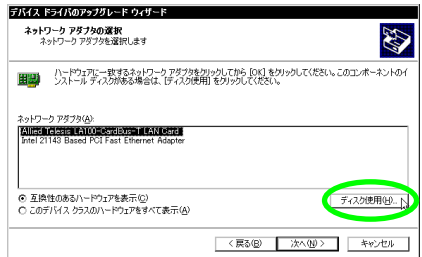 デバイス ドライバのアップグレード ウィザード
ネットワーク アダプタの選択
ネットワーク アダプタを選択します
ハードウェアに一致するネットワーク アダプタをクリックしてから [OK] をクリックしてください。このコンポーネントのイ
ンストール ディスクがある場合は、[ディスク使用] をクリックしてください。
ネットワーク アダプタ(A):
Allied Telesis LA100-CardBus-T LAN Card
Intel 21143 Based PCI Fast Ethernet Adapter
互換性のあるハードウェアを表示(C)
このデバイス クラスのハードウェアをすべて表示(A)
ディスク使用(H)...
< 戻る(B)
次へ(N) >
キャンセル